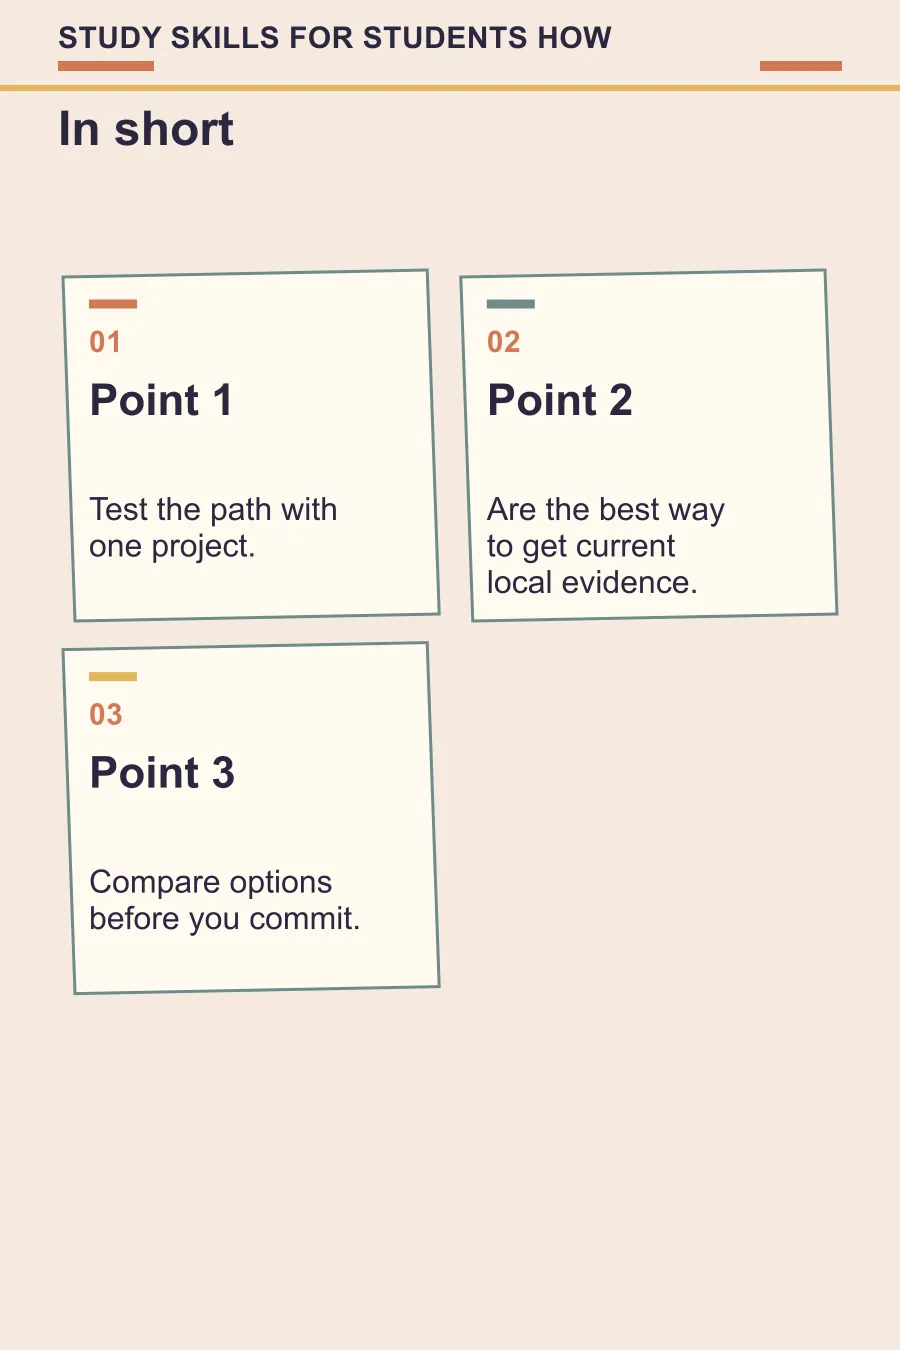 STUDY SKILLS FOR STUDENTS HOW
In short
01
Point 1
Test the path with
one project.
02
Point 2
Are the best way
to get current
local evidence.
03
Point 3
Compare options
before you commit.